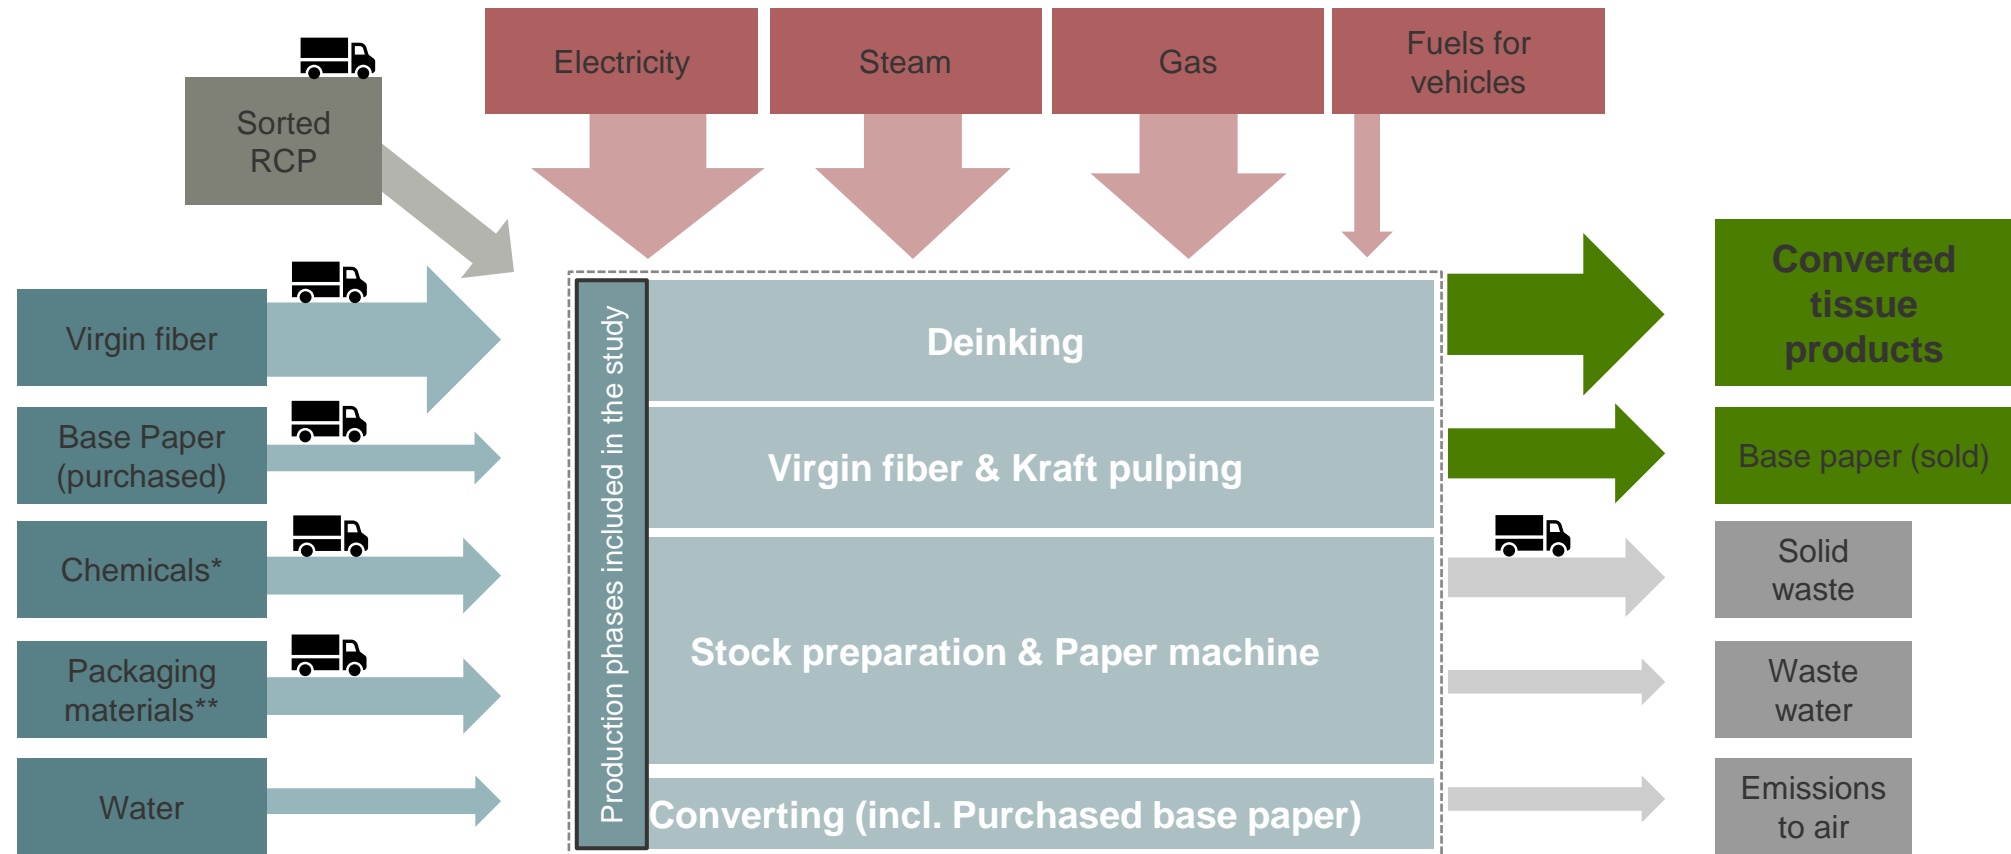 Electricity
Steam
Gas
Fuels for
vehicles
Sorted
RCP
Virgin fiber
Base Paper
(purchased)
Chemicals*
Packaging
materials**
Water
Production phases included in the study
Deinking
Virgin fiber & Kraft pulping
Stock preparation & Paper machine
Converting (incl. Purchased base paper)
Converted
tissue
products
Base paper (sold)
Solid
waste
Waste
water
Emissions
to air